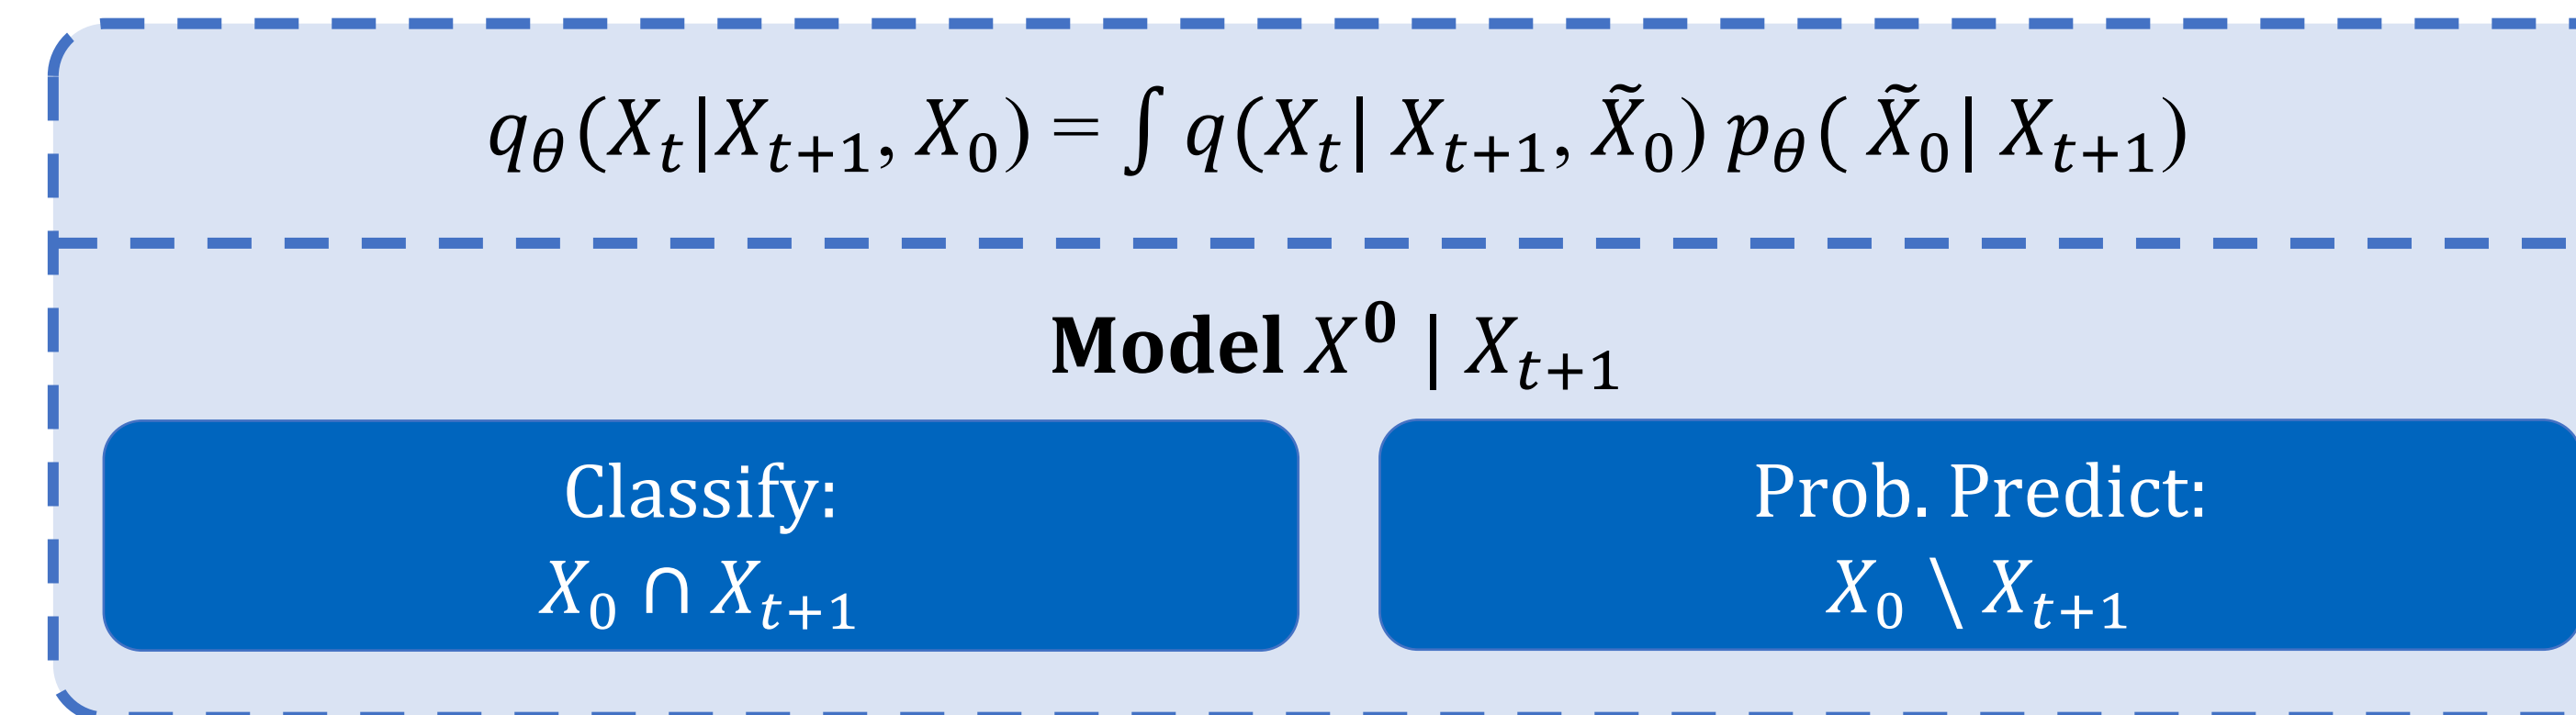 q_θ(X_t|X_{t+1}, X_0) = ∫ q(X_t| X_{t+1}, X̃_0) p_θ( X̃_0| X_{t+1})
Model X^0 | X_{t+1}
Classify:
X_0 ∩ X_{t+1}
Prob. Predict:
X_0 \ X_{t+1}